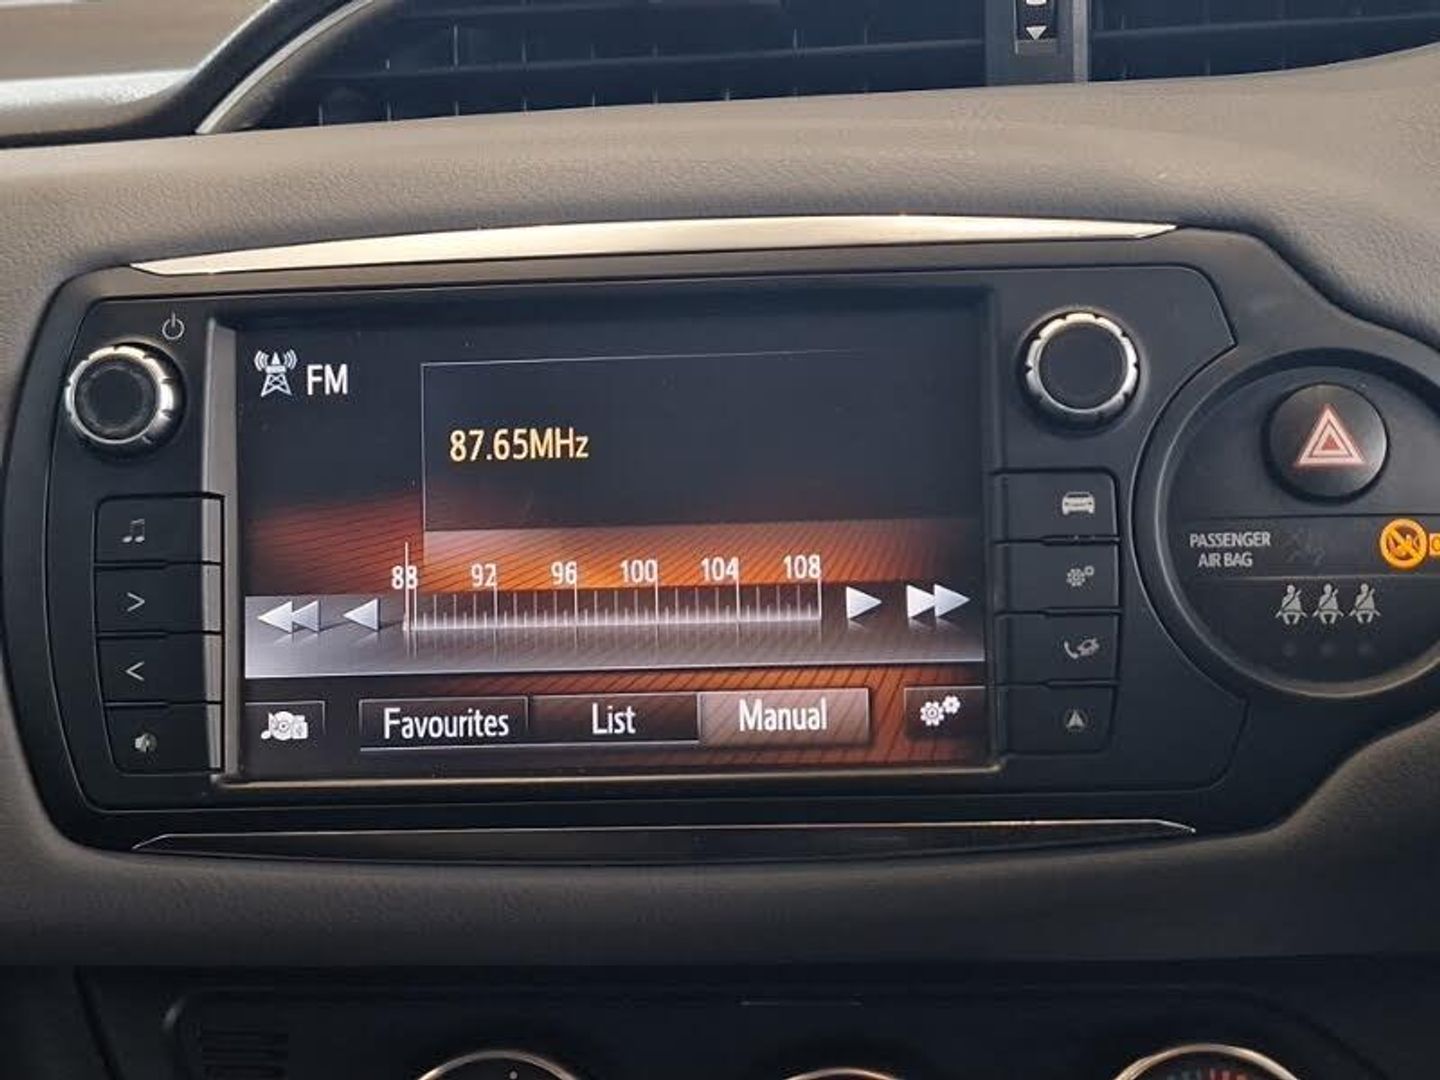 FM
87.65MHz
88 92 96 100 104 108
Favourites List Manual
PASSENGER
AIR BAG